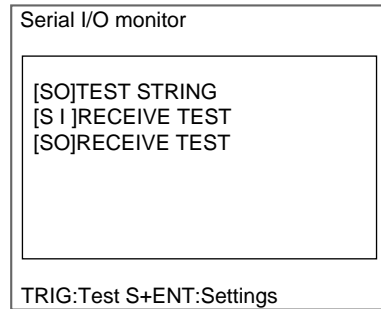 Serial I/O monitor
[SO]TEST STRING
[S I ]RECEIVE TEST
[SO]RECEIVE TEST
TRIG:Test S+ENT:Settings